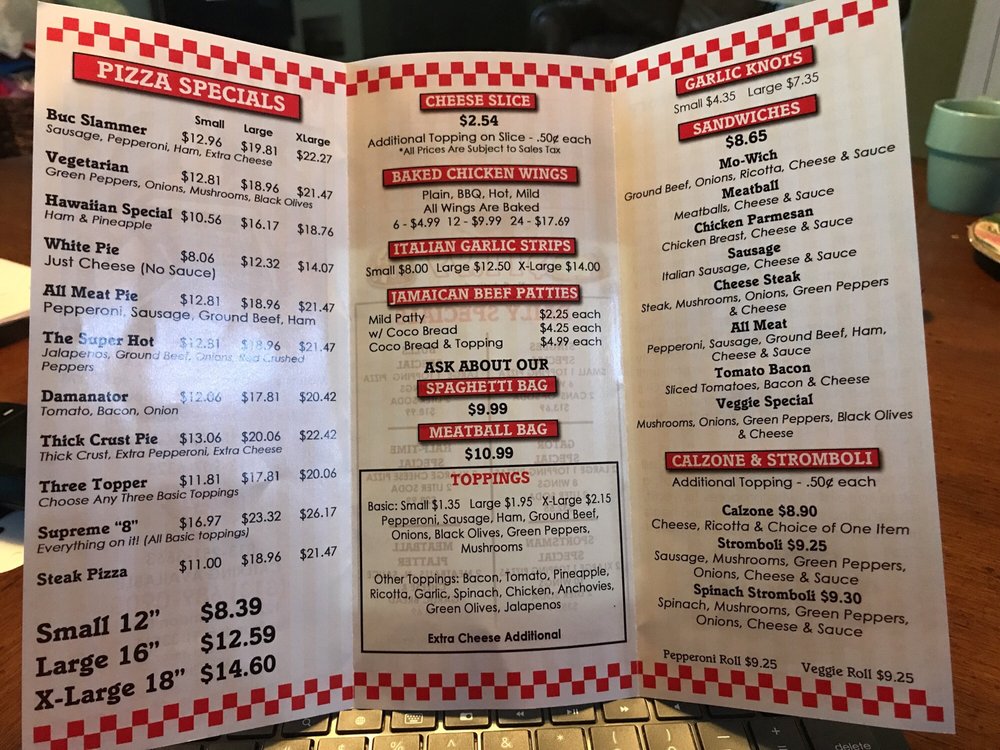 PIZZA SPECIALS
Small Large XLarge
Buc Slammer $12.96 $19.81 $22.27
Sausage, Pepperoni, Ham, Extra Cheese
Vegetarian $12.81 $18.96 $21.47
Green Peppers, Onions, Mushrooms, Black Olives
Hawaiian Special $10.56 $16.17 $18.76
Ham & Pineapple
White Pie $8.06 $12.32 $14.07
Just Cheese (No Sauce)
All Meat Pie $12.81 $18.96 $21.47
Pepperoni, Sausage, Ground Beef, Ham
The Super Hot $12.81 $18.96 $21.47
Jalapenos, Ground Beef, Onions, Red Crushed
Peppers
Damanator $12.06 $17.81 $20.42
Tomato, Bacon, Onion
Thick Crust Pie $13.06 $20.06 $22.42
Thick Crust, Extra Pepperoni, Extra Cheese
Three Topper $11.81 $17.81 $20.06
Choose Any Three Basic Toppings
Supreme "8" $16.97 $23.32 $26.17
Everything on it! (All Basic toppings)
Steak Pizza $11.00 $18.96 $21.47
Small 12" $8.39
Large 16" $12.59
X-Large 18" $14.60
CHEESE SLICE
$2.54
Additional Topping on Slice - .50¢ each
*All Prices Are Subject to Sales Tax
BAKED CHICKEN WINGS
Plain, BBQ, Hot, Mild
All Wings Are Baked
6 - $4.99 12 - $9.99 24 - $17.69
ITALIAN GARLIC STRIPS
Small $8.00 Large $12.50 X-Large $14.00
JAMAICAN BEEF PATTIES
Mild Patty $2.25 each
w/ Coco Bread $4.25 each
Coco Bread & Topping $4.99 each
ASK ABOUT OUR
SPAGHETTI BAG
$9.99
MEATBALL BAG
$10.99
TOPPINGS
Basic: Small $1.35 Large $1.95 X-Large $2.15
Pepperoni, Sausage, Ham, Ground Beef,
Onions, Black Olives, Green Peppers,
Mushrooms
Other Toppings: Bacon, Tomato, Pineapple,
Ricotta, Garlic, Spinach, Chicken, Anchovies,
Green Olives, Jalapenos
Extra Cheese Additional
GARLIC KNOTS
Small $4.35 Large $7.35
SANDWICHES
$8.65
Mo-Wich
Ground Beef, Onions, Ricotta, Cheese & Sauce
Meatball
Meatballs, Cheese & Sauce
Chicken Parmesan
Chicken Breast, Cheese & Sauce
Sausage
Italian Sausage, Cheese & Sauce
Cheese Steak
Steak, Mushrooms, Onions, Green Peppers
& Cheese
All Meat
Pepperoni, Sausage, Ground Beef, Ham,
Cheese & Sauce
Tomato Bacon
Sliced Tomatoes, Bacon & Cheese
Veggie Special
Mushrooms, Onions, Green Peppers, Black Olives
& Cheese
CALZONE & STROMBOLI
Additional Topping - .50¢ each
Calzone $8.90
Cheese, Ricotta & Choice of One Item
Stromboli $9.25
Sausage, Mushrooms, Green Peppers,
Onions, Cheese & Sauce
Spinach Stromboli $9.30
Spinach, Mushrooms, Green Peppers,
Onions, Cheese & Sauce
Pepperoni Roll $9.25 Veggie Roll $9.25
delete